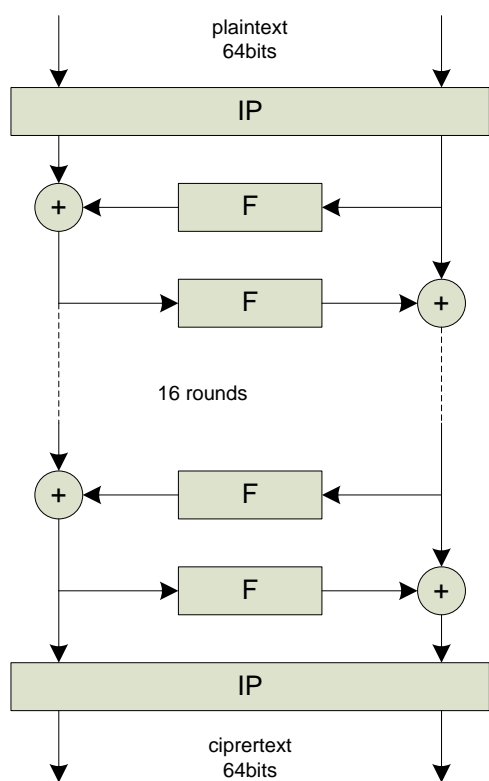 plaintext
64bits
IP
+
F
F
+
16 rounds
+
F
F
+
IP
ciprertext
64bits